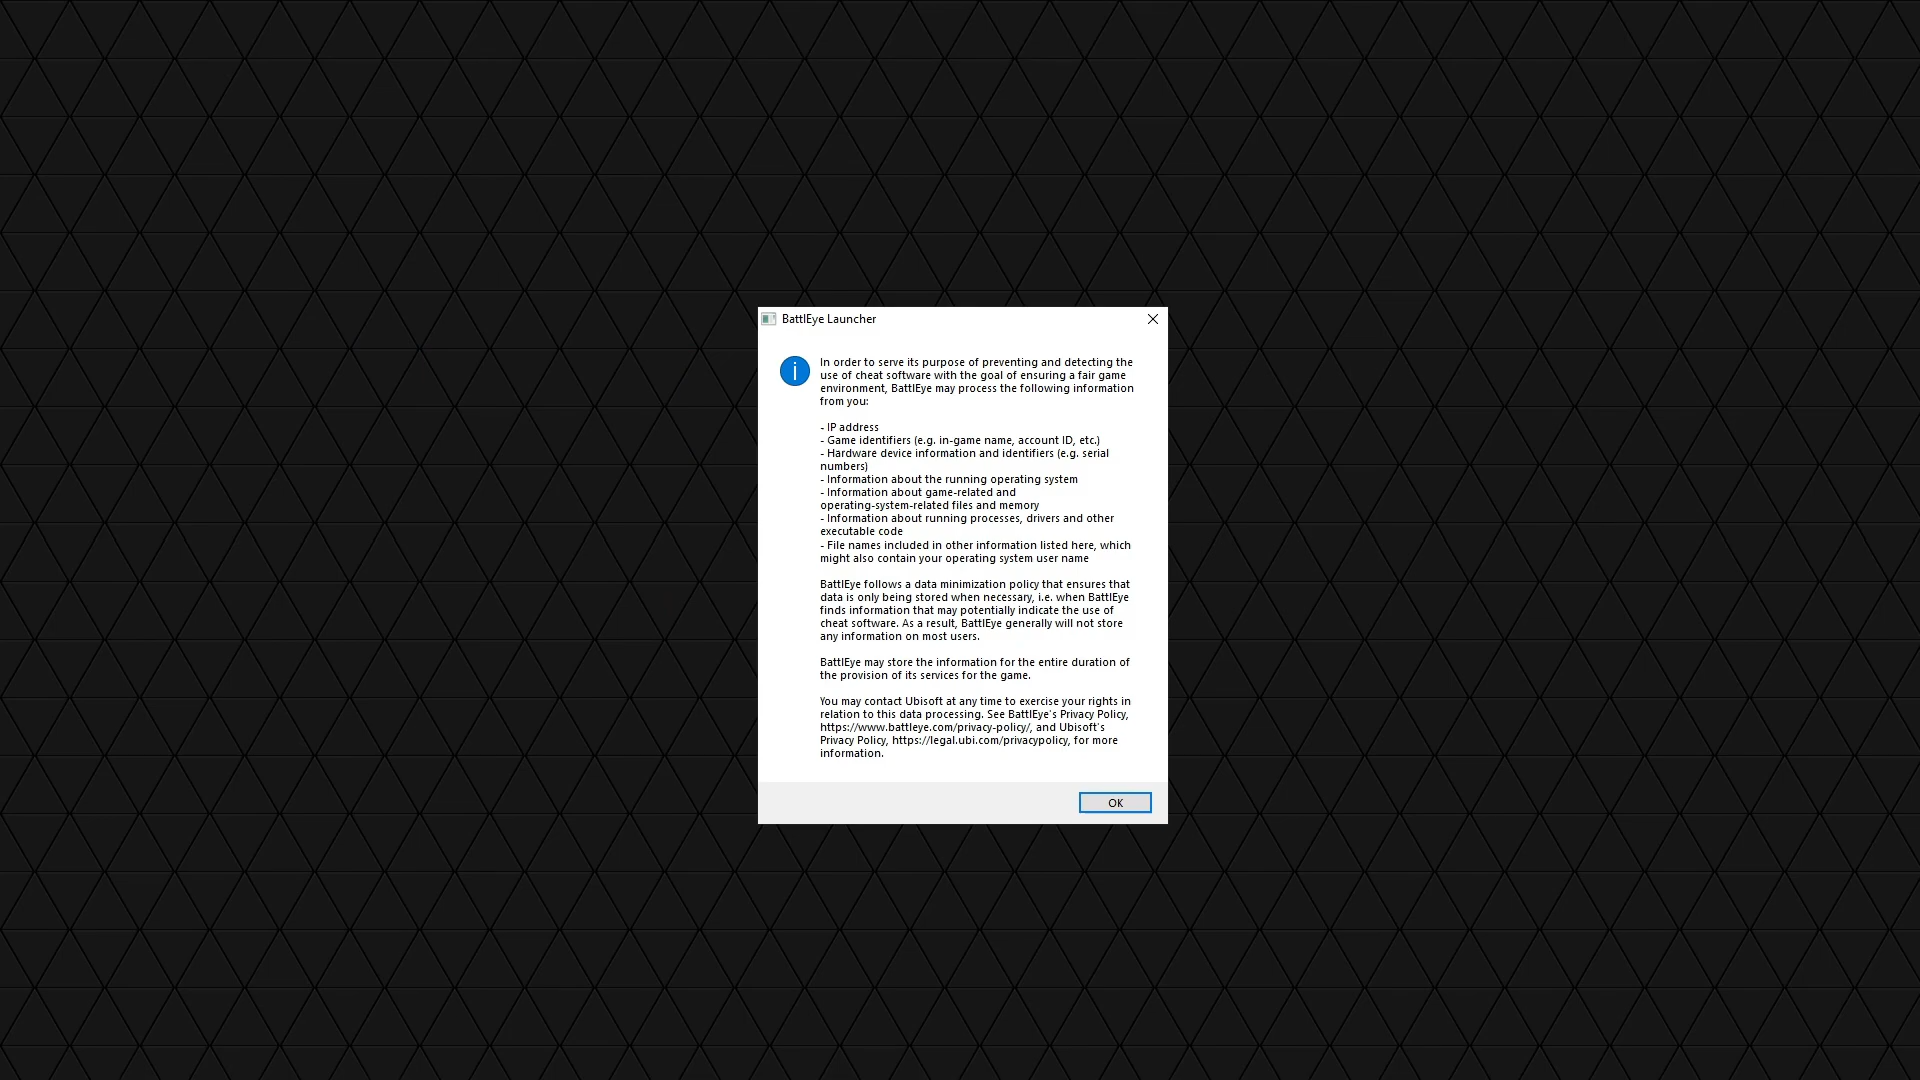 BattlEye Launcher
In order to serve its purpose of preventing and detecting the
use of cheat software with the goal of ensuring a fair game
environment, BattlEye may process the following information
from you:
- IP address
- Game identifiers (e.g. in-game name, account ID, etc.)
- Hardware device information and identifiers (e.g. serial
numbers)
- Information about the running operating system
- Information about game-related and
operating-system-related files and memory
- Information about running processes, drivers and other
executable code
- File names included in other information listed here, which
might also contain your operating system user name
BattlEye follows a data minimization policy that ensures that
data is only being stored when necessary, i.e. when BattlEye
finds information that may potentially indicate the use of
cheat software. As a result, BattlEye generally will not store
any information on most users.
BattlEye may store the information for the entire duration of
the provision of its services for the game.
You may contact Ubisoft at any time to exercise your rights in
relation to this data processing. See BattlEye's Privacy Policy,
https://www.battleye.com/privacy-policy/, and Ubisoft's
Privacy Policy, https://legal.ubi.com/privacypolicy, for more
information.
OK